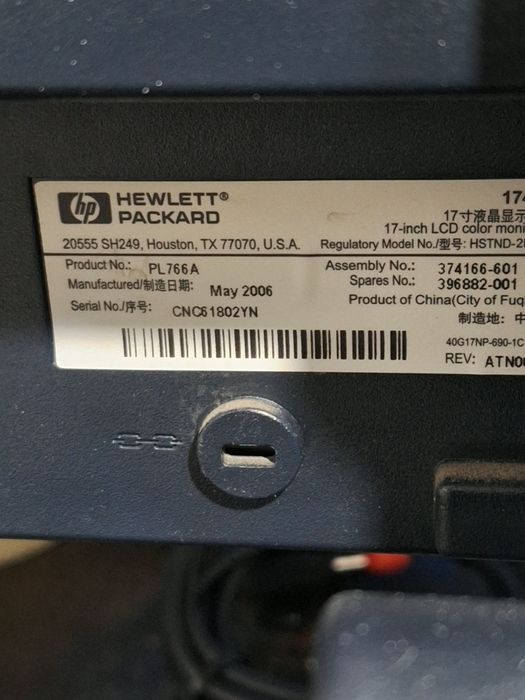 hp HEWLETT®
PACKARD
20555 SH249, Houston, TX 77070, U.S.A.
17寸液晶显示
17-inch LCD color moni
Regulatory Model No./型号:
Product No.: PL766A
Manufactured/制造日期: May 2006
Serial No./序号: CNC61802YN
Assembly No.: 374166-601
Spares No.: 396882-001
Product of China(City of Fuq
制造地: 中
40G17NP-690-1C
REV: ATN0